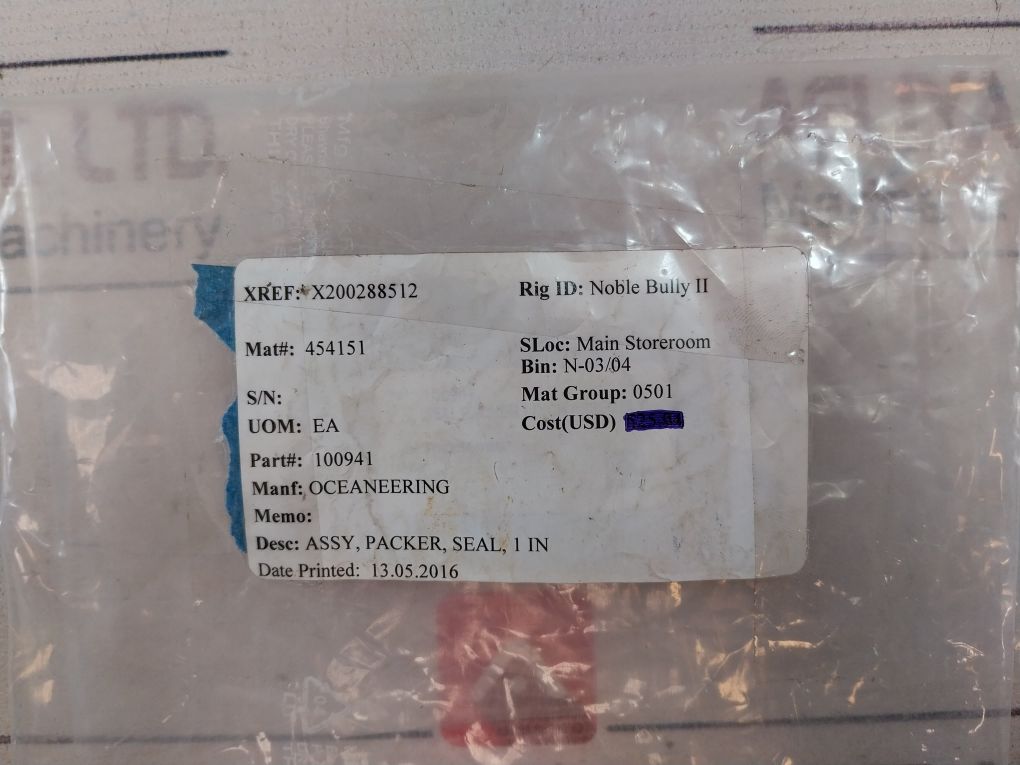 LTD
achinery
XREF: X200288512
Rig ID: Noble Bully II
Mat#: 454151
SLoc: Main Storeroom
Bin: N-03/04
S/N:
Mat Group: 0501
UOM: EA
Cost(USD)
Part#: 100941
Manf: OCEANEERING
Memo:
Desc: ASSY, PACKER, SEAL, 1 IN
Date Printed: 13.05.2016